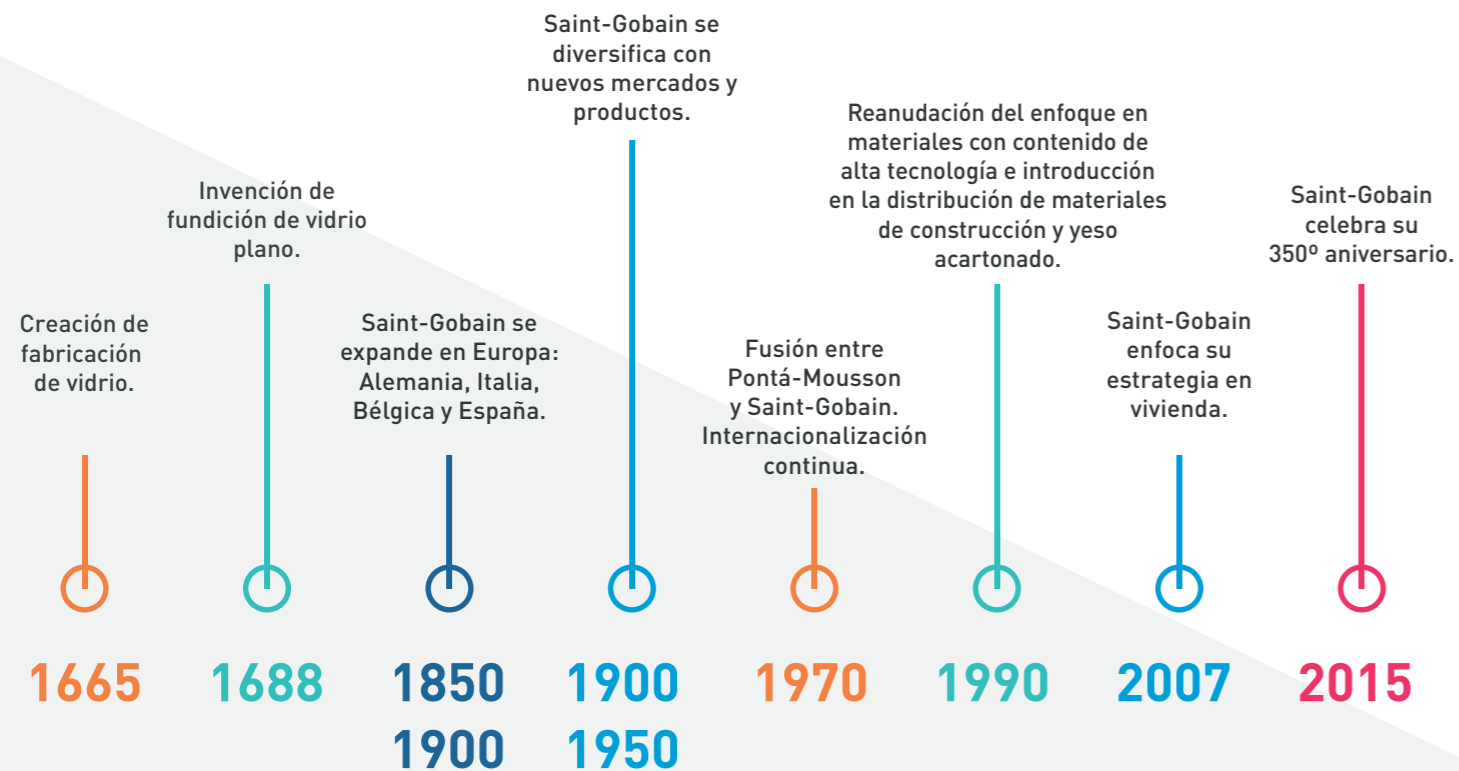 Creación de
fabricación
de vidrio.
1665
Invención de
fundición de vidrio
plano.
1688
Saint-Gobain se
expande en Europa:
Alemania, Italia,
Bélgica y España.
1850
1900
Saint-Gobain se
diversifica con
nuevos mercados y
productos.
1900
1950
Fusión entre
Pontá-Mousson
y Saint-Gobain.
Internacionalización
continua.
1970
Reanudación del enfoque en
materiales con contenido de
alta tecnología e introducción
en la distribución de materiales
de construcción y yeso
acartonado.
1990
Saint-Gobain
enfoca su
estrategia en
vivienda.
2007
Saint-Gobain
celebra su
350º aniversario.
2015